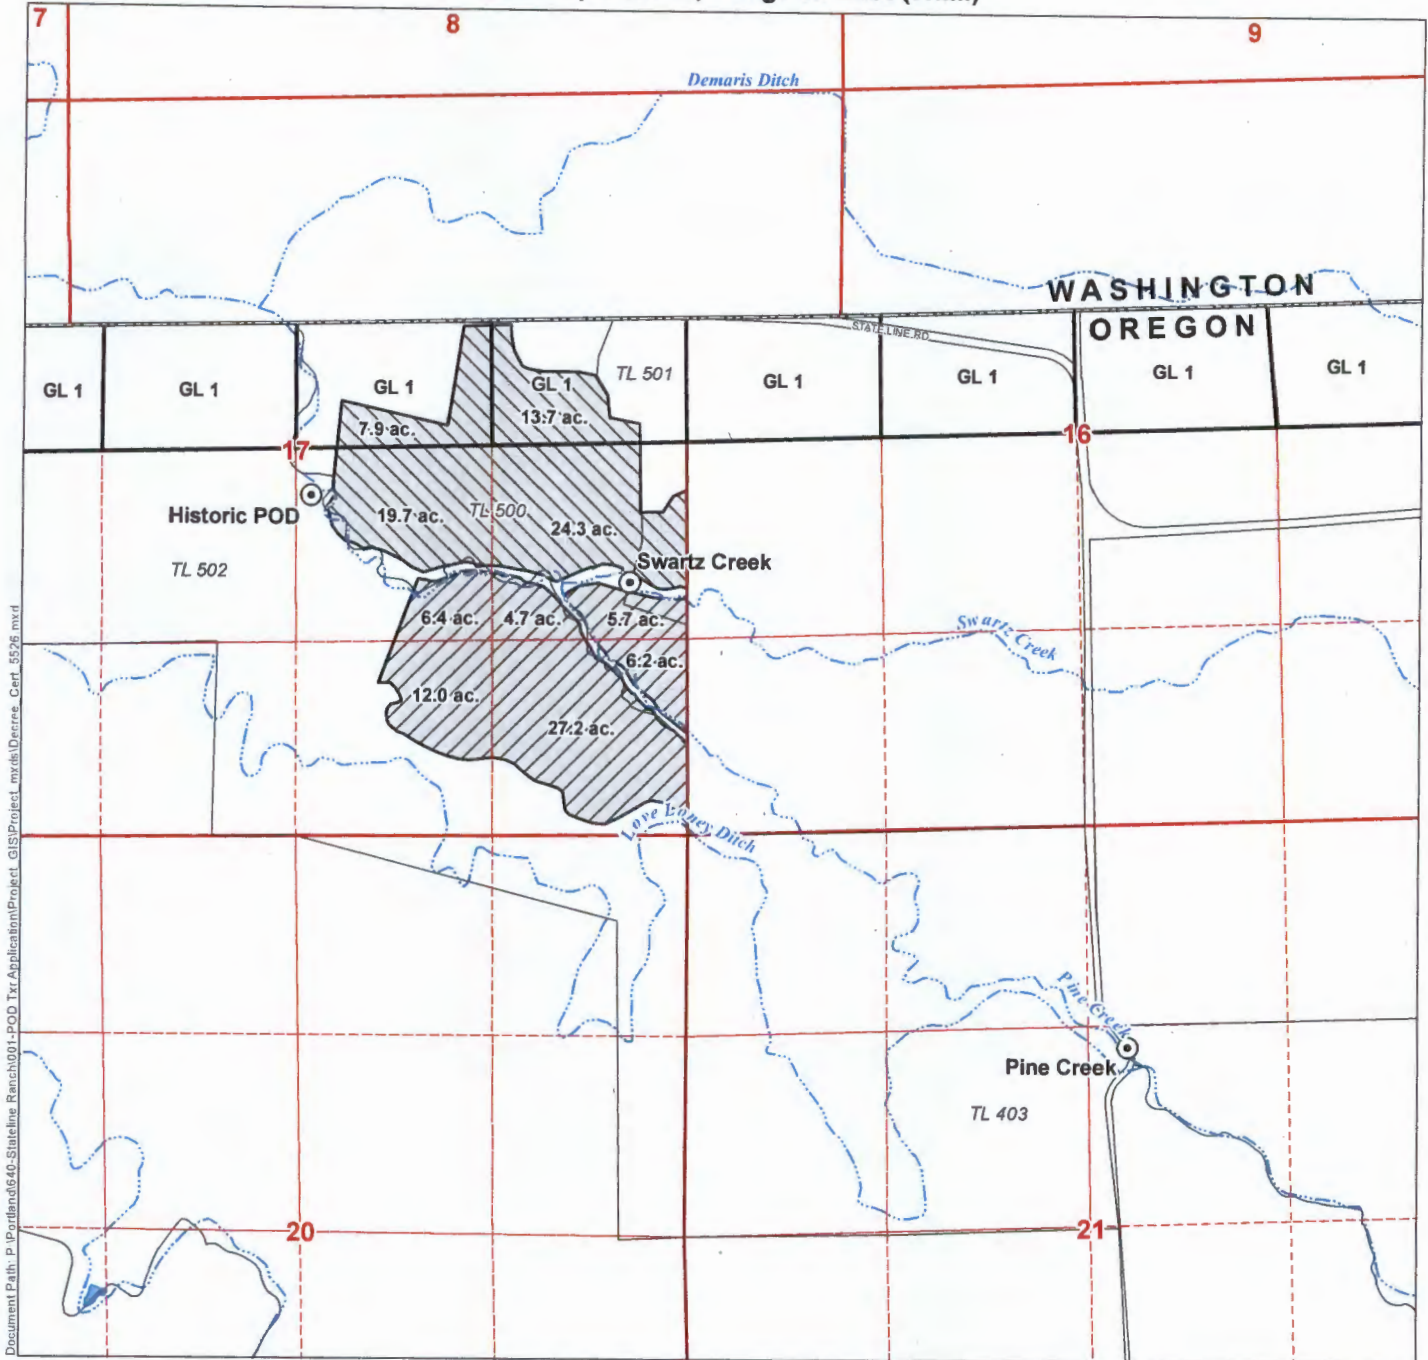 7
8
9
Demaris Ditch
WASHINGTON
OREGON
STATE LINE RD
GL 1
GL 1
GL 1
GL 1
TL 501
GL 1
GL 1
GL 1
GL 1
7.9 ac.
13.7 ac.
17
16
Historic POD
19.7 ac.
TL 500
24.3 ac.
TL 502
Swartz Creek
6.4 ac.
4.7 ac.
5.7 ac.
Swartz Creek
6.2 ac.
12.0 ac.
27.2 ac.
Love Loney Ditch
Pine Creek
Pine Creek
TL 403
20
21
Document Path: P:\Portland\640-Stateline Ranch\001-POD Txr Application\Project_GIS\Project_mxds\Decree_Cert_5526.mxd